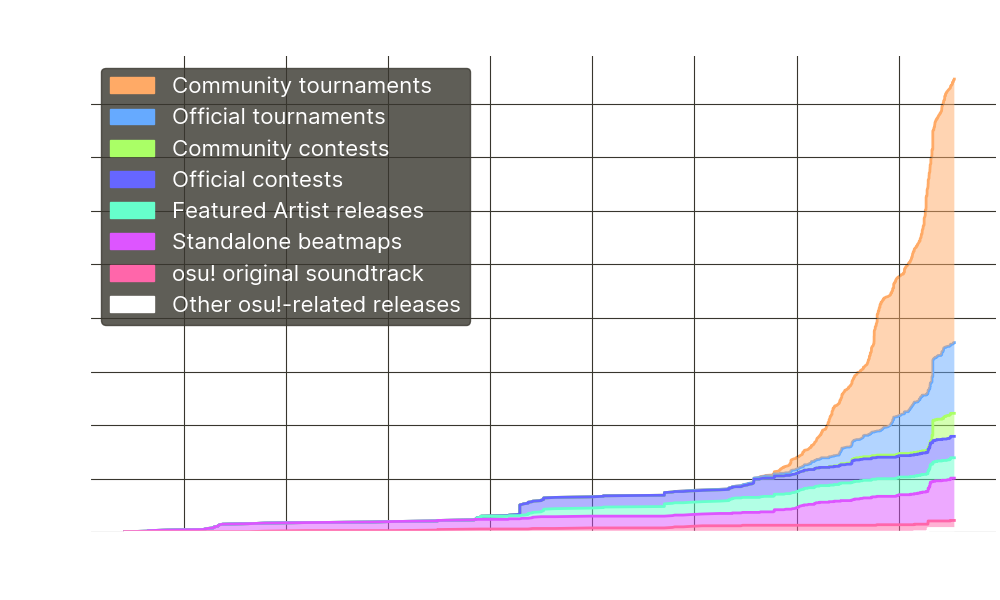 Community tournaments
Official tournaments
Community contests
Official contests
Featured Artist releases
Standalone beatmaps
osu! original soundtrack
Other osu!-related releases